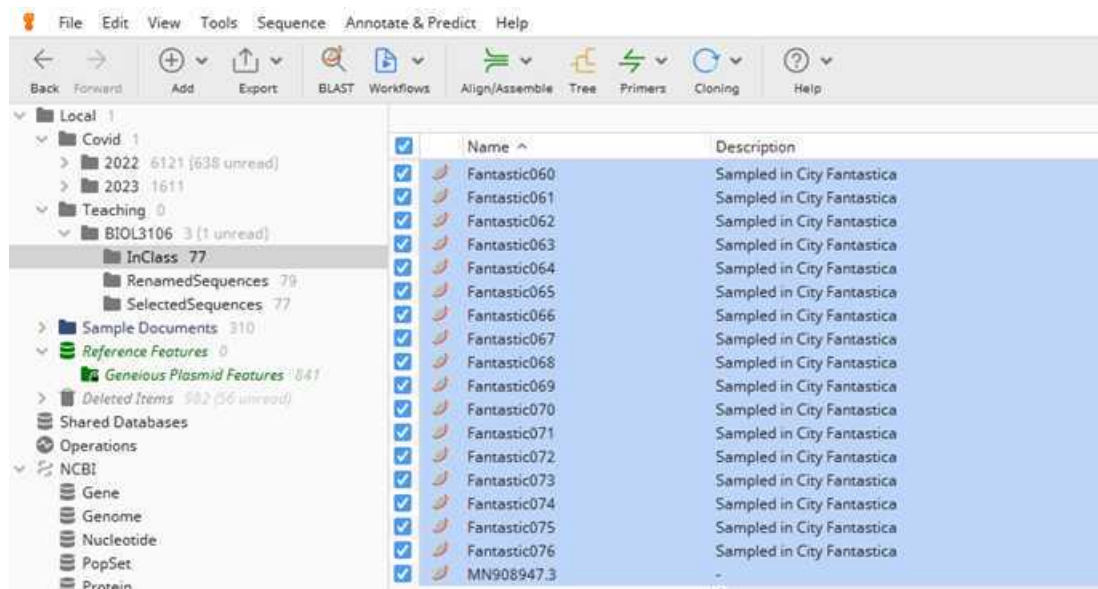 File Edit View Tools Sequence Annotate & Predict Help
Back Forward Add Export BLAST Workflows Align/Assemble Tree Primers Cloning Help
Local 1
Covid 1
2022 6121 (638 unread)
2023 1611
Teaching 0
BIOL3106 3 (1 unread)
InClass 77
RenamedSequences 79
SelectedSequences 77
Sample Documents 310
Reference Features 0
Geneious Plasmid Features 841
Deleted Items 982 (56 unread)
Shared Databases
Operations
NCBI
Gene
Genome
Nucleotide
PopSet
Protein
Name Description
Fantastic060 Sampled in City Fantastica
Fantastic061 Sampled in City Fantastica
Fantastic062 Sampled in City Fantastica
Fantastic063 Sampled in City Fantastica
Fantastic064 Sampled in City Fantastica
Fantastic065 Sampled in City Fantastica
Fantastic066 Sampled in City Fantastica
Fantastic067 Sampled in City Fantastica
Fantastic068 Sampled in City Fantastica
Fantastic069 Sampled in City Fantastica
Fantastic070 Sampled in City Fantastica
Fantastic071 Sampled in City Fantastica
Fantastic072 Sampled in City Fantastica
Fantastic073 Sampled in City Fantastica
Fantastic074 Sampled in City Fantastica
Fantastic075 Sampled in City Fantastica
Fantastic076 Sampled in City Fantastica
MN908947.3 -